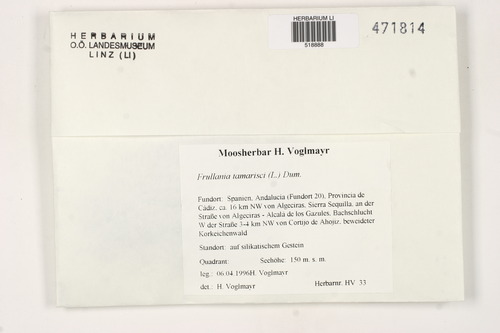 HERBARIUM
O.Ö. LANDESMUSEUM
LINZ (LI)
HERBARIUM LI
518888
471814
Moosherbar H. Voglmayr
Frullania tamarisci (L.) Dum.
Fundort: Spanien, Andalucia (Fundort 20), Provincia de
Cadiz, ca. 16 km NW von Algeciras, Sierra Sequilla, an der
Straße von Algeciras - Alcalá de los Gazules, Bachschlucht
W der Straße 3-4 km NW von Cortijo de Ahojiz, beweideter
Korkeichenwald
Standort: auf silikatischem Gestein
Quadrant: Seehöhe: 150 m. s. m.
leg.: 06.04.1996H. Voglmayr
det.: H. Voglmayr Herbarnr. HV 33